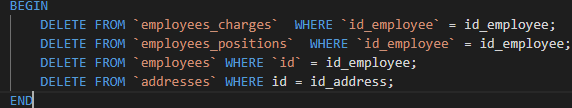 BEGIN
DELETE FROM `employees_charges`  WHERE `id_employee` = id_employee;
DELETE FROM `employees_positions`  WHERE `id_employee` = id_employee;
DELETE FROM `employees` WHERE `id` = id_employee;
DELETE FROM `addresses` WHERE id = id_address;
END